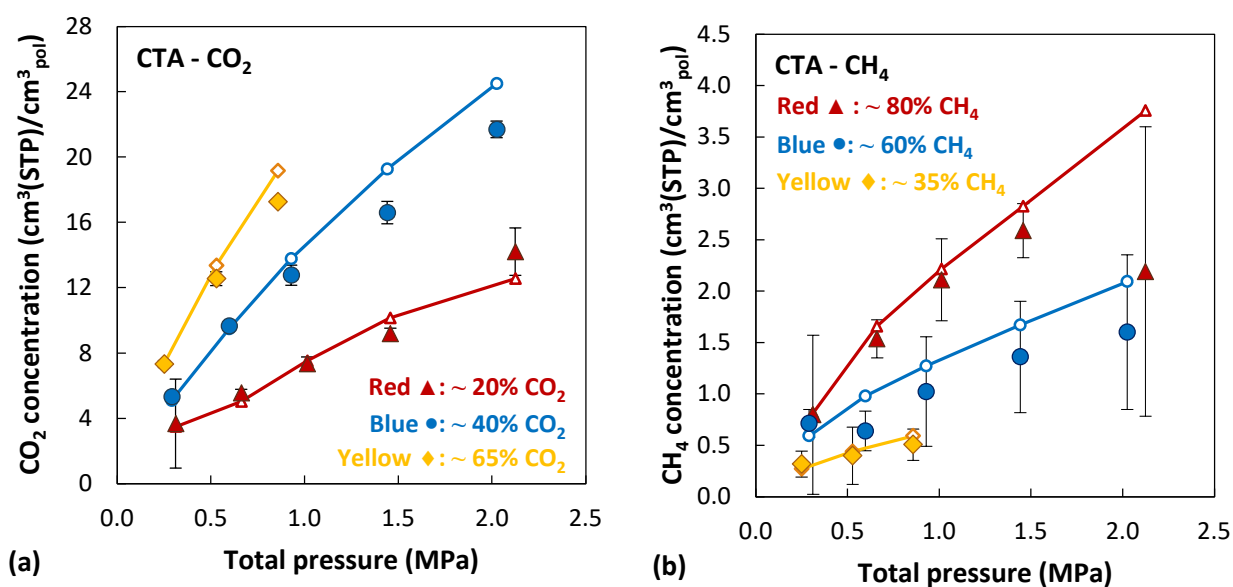 CTA - CO₂
CO₂ concentration (cm³(STP)/cm³pol)
28
24
20
16
12
8
4
0
Red ▲: ~ 20% CO₂
Blue ●: ~ 40% CO₂
Yellow ◆: ~ 65% CO₂
0.0 0.5 1.0 1.5 2.0 2.5
(a) Total pressure (MPa)
CTA - CH₄
Red ▲: ~ 80% CH₄
Blue ●: ~ 60% CH₄
Yellow ◆: ~ 35% CH₄
CH₄ concentration (cm³(STP)/cm³pol)
4.5
4.0
3.5
3.0
2.5
2.0
1.5
1.0
0.5
0.0
0.0 0.5 1.0 1.5 2.0 2.5
(b) Total pressure (MPa)